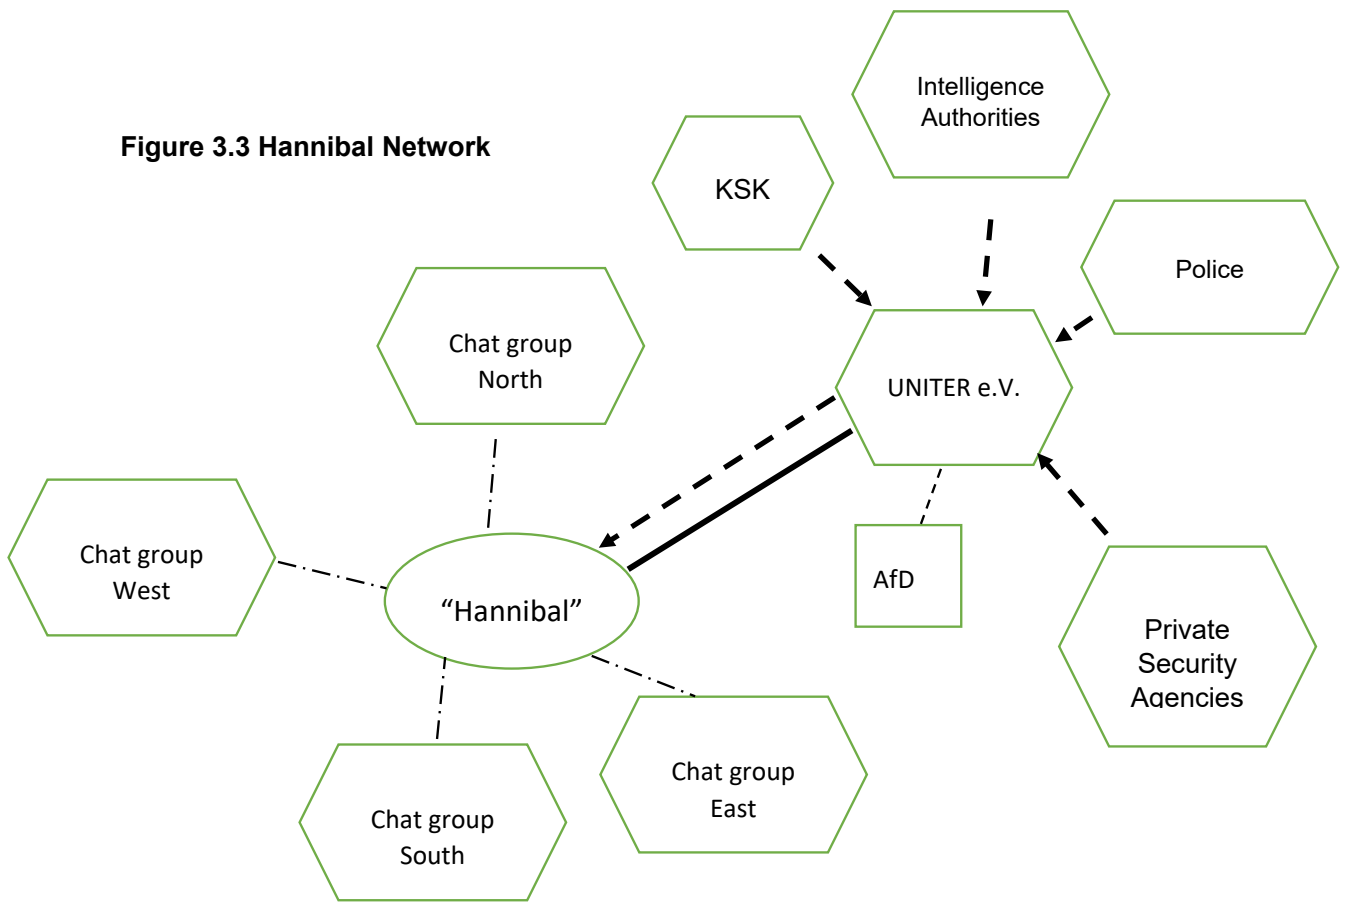 Intelligence
Authorities
Figure 3.3 Hannibal Network
KSK
Police
Chat group
North
UNITER e.V.
Chat group
West
AfD
“Hannibal”
Private
Security
Agencies
Chat group
East
Chat group
South